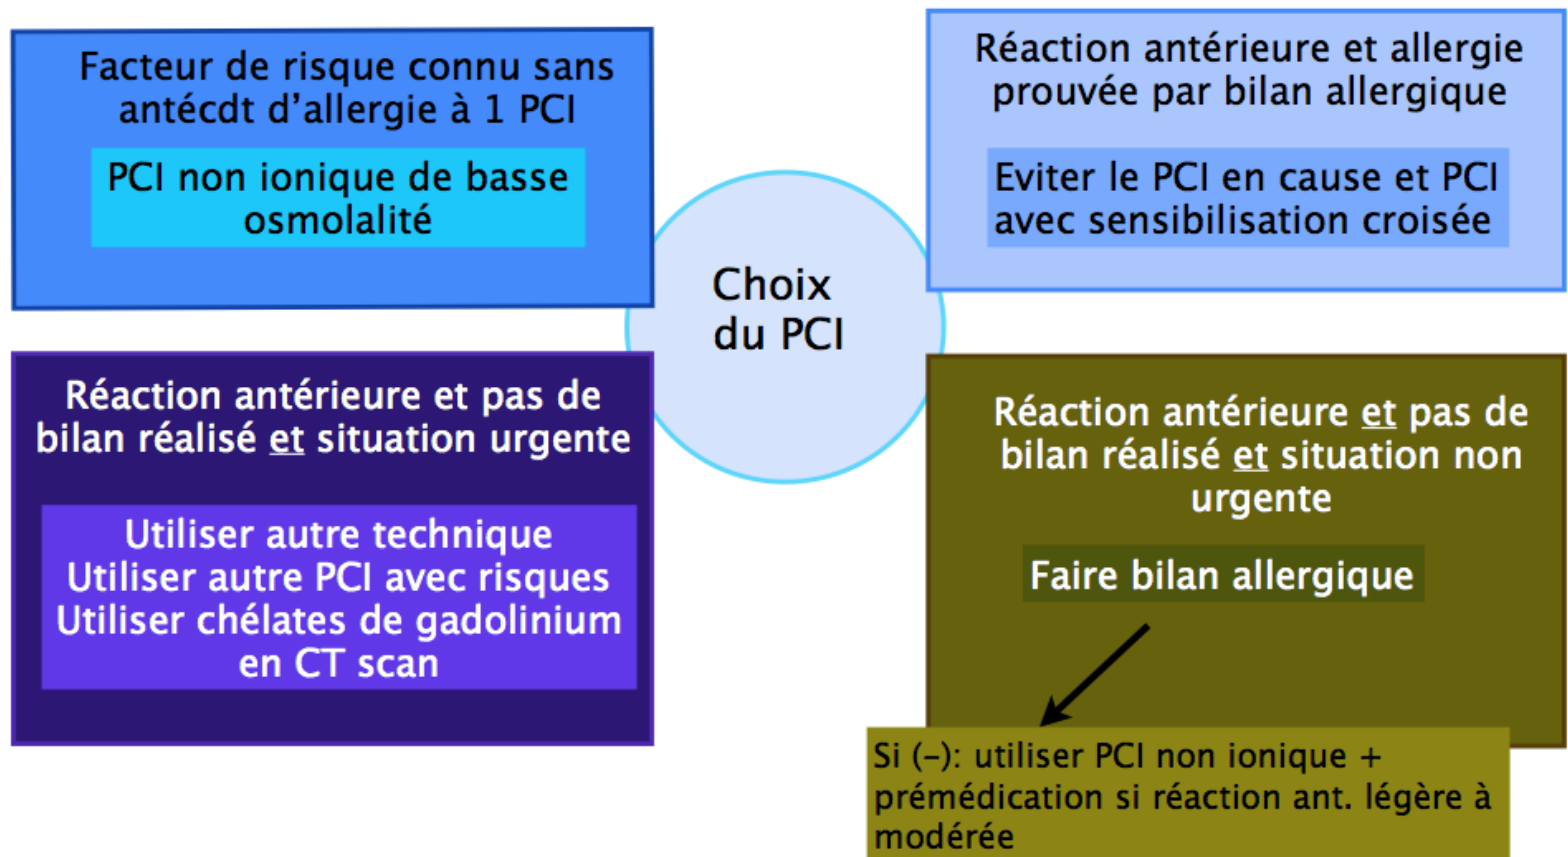 Facteur de risque connu sans
antécdt d'allergie à 1 PCI
PCI non ionique de basse
osmolalité
Réaction antérieure et allergie
prouvée par bilan allergique
Eviter le PCI en cause et PCI
avec sensibilisation croisée
Choix
du PCI
Réaction antérieure et pas de
bilan réalisé et situation urgente
Utiliser autre technique
Utiliser autre PCI avec risques
Utiliser chélates de gadolinium
en CT scan
Réaction antérieure et pas de
bilan réalisé et situation non
urgente
Faire bilan allergique
Si (–): utiliser PCI non ionique +
prémédication si réaction ant. légère à
modérée